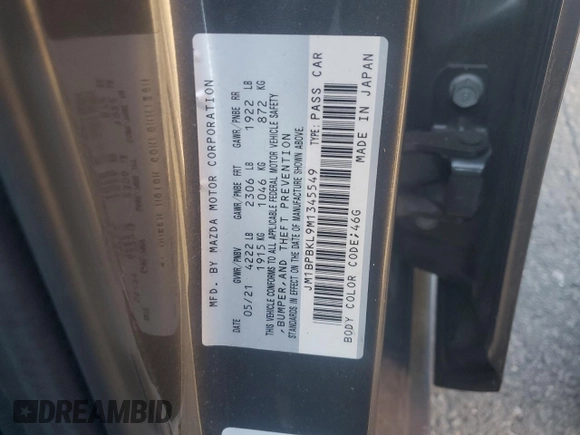 MFD. BY MAZDA MOTOR CORPORATION
DATE GVWR/PNBV GAWR/PNBE FRT GAWR/PNBE RR
05/21 4222 LB 2306 LB 1922 LB
1915 KG 1046 KG 872 KG
THIS VEHICLE CONFORMS TO ALL APPLICABLE FEDERAL MOTOR VEHICLE SAFETY
, BUMPER, AND THEFT PREVENTION
STANDARDS IN EFFECT ON THE DATE OF MANUFACTURE SHOWN ABOVE.
JM1BPBKL9M1345549 TYPE: PASS CAR
BODY COLOR CODE;46G MADE IN JAPAN
DREAMBID